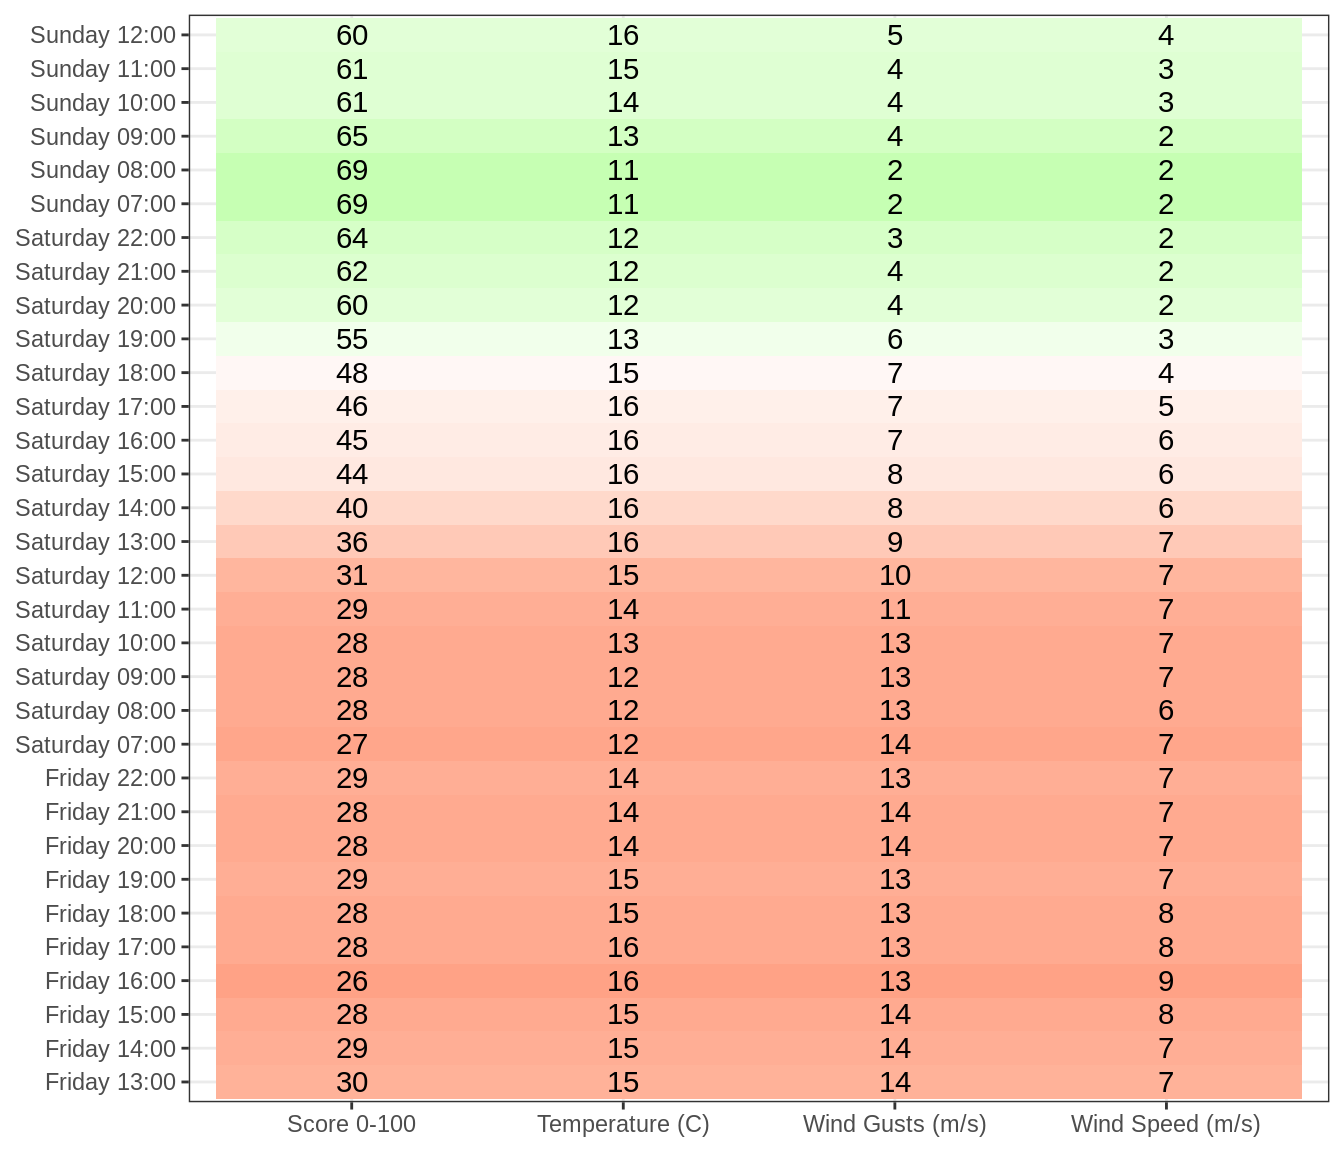 Sunday 12:00 60 16 5 4
Sunday 11:00 61 15 4 3
Sunday 10:00 61 14 4 3
Sunday 09:00 65 13 4 2
Sunday 08:00 69 11 2 2
Sunday 07:00 69 11 2 2
Saturday 22:00 64 12 3 2
Saturday 21:00 62 12 4 2
Saturday 20:00 60 12 4 2
Saturday 19:00 55 13 6 3
Saturday 18:00 48 15 7 4
Saturday 17:00 46 16 7 5
Saturday 16:00 45 16 7 6
Saturday 15:00 44 16 8 6
Saturday 14:00 40 16 8 6
Saturday 13:00 36 16 9 7
Saturday 12:00 31 15 10 7
Saturday 11:00 29 14 11 7
Saturday 10:00 28 13 13 7
Saturday 09:00 28 12 13 7
Saturday 08:00 28 12 13 6
Saturday 07:00 27 12 14 7
Friday 22:00 29 14 13 7
Friday 21:00 28 14 14 7
Friday 20:00 28 14 14 7
Friday 19:00 29 15 13 7
Friday 18:00 28 15 13 8
Friday 17:00 28 16 13 8
Friday 16:00 26 16 13 9
Friday 15:00 28 15 14 8
Friday 14:00 29 15 14 7
Friday 13:00 30 15 14 7
Score 0-100 Temperature (C) Wind Gusts (m/s) Wind Speed (m/s)